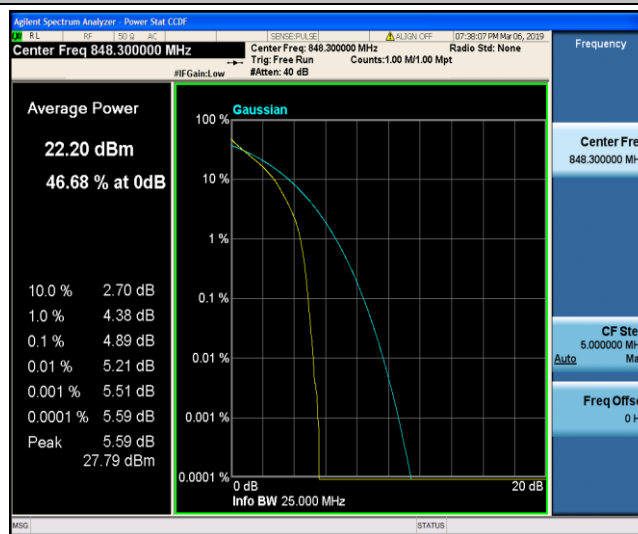 Agilent Spectrum Analyzer - Power Stat CCDF
RL RF 50 Ω AC SENSE:PULSE ALIGN OFF 07:38:07 PM Mar 06, 2019
Center Freq 848.300000 MHz
Center Freq: 848.300000 MHz Radio Std: None
Trig: Free Run Counts:1.00 M/1.00 Mpt
#IFGain:Low #Atten: 40 dB
Frequency
Average Power
22.20 dBm
46.68 % at 0dB
10.0 % 2.70 dB
1.0 % 4.38 dB
0.1 % 4.89 dB
0.01 % 5.21 dB
0.001 % 5.51 dB
0.0001 % 5.59 dB
Peak 5.59 dB
27.79 dBm
Gaussian
100 %
10 %
1 %
0.1 %
0.01 %
0.001 %
0.0001 %
0 dB 20 dB
Info BW 25.000 MHz
Center Fre
848.300000 MH
CF Ste
5.000000 MH
Auto Ma
Freq Offse
0 H
MSG STATUS